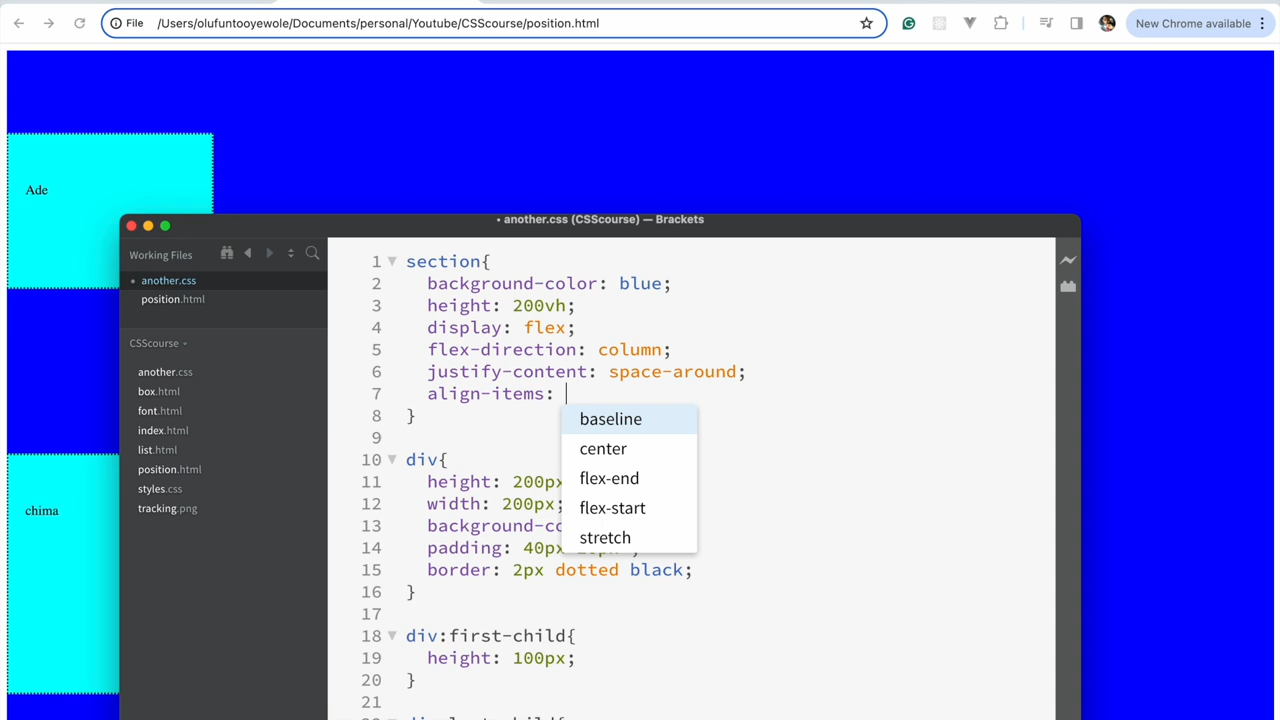 File /Users/olufuntooyewole/Documents/personal/Youtube/CSScourse/position.html
New Chrome available
Ade
• another.css (CSScourse) — Brackets
Working Files
another.css
position.html
CSScourse
another.css
box.html
font.html
index.html
list.html
position.html
styles.css
tracking.png
chima
1 section{
2 background-color: blue;
3 height: 200vh;
4 display: flex;
5 flex-direction: column;
6 justify-content: space-around;
7 align-items:
8 }
9
10 div{
11 height: 200px
12 width: 200px;
13 background-co
14 padding: 40px
15 border: 2px dotted black;
16 }
17
18 div:first-child{
19 height: 100px;
20 }
21
baseline
center
flex-end
flex-start
stretch